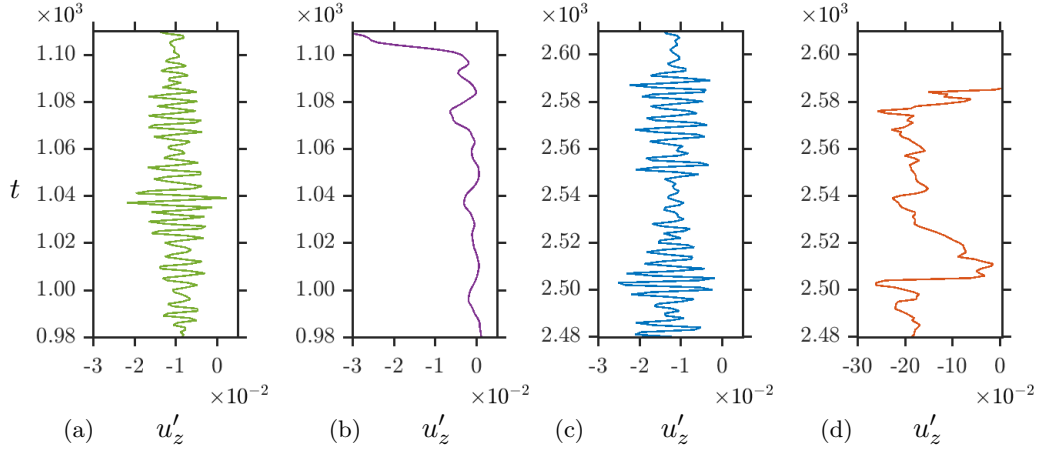 ×10³ ×10³ ×10³ ×10³
1.10 1.10 2.60 2.60
1.08 1.08 2.58 2.58
1.06 1.06 2.56 2.56
t 1.04 1.04 2.54 2.54
1.02 1.02 2.52 2.52
1.00 1.00 2.50 2.50
0.98 0.98 2.48 2.48
-3 -2 -1 0 -3 -2 -1 0 -3 -2 -1 0 -30 -20 -10 0
×10⁻² ×10⁻² ×10⁻² ×10⁻²
(a) u′z (b) u′z (c) u′z (d) u′z